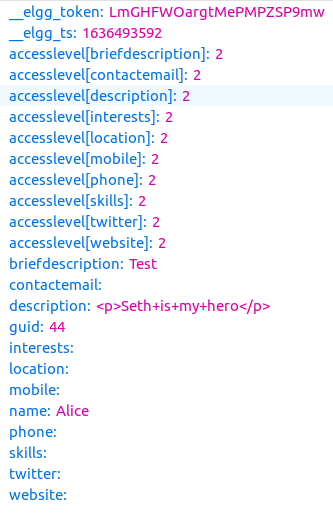 __elgg_token: LmGHFWOargtMePMPZSP9mw
__elgg_ts: 1636493592
accesslevel[briefdescription]: 2
accesslevel[contactemail]: 2
accesslevel[description]: 2
accesslevel[interests]: 2
accesslevel[location]: 2
accesslevel[mobile]: 2
accesslevel[phone]: 2
accesslevel[skills]: 2
accesslevel[twitter]: 2
accesslevel[website]: 2
briefdescription: Test
contactemail:
description: <p>Seth+is+my+hero</p>
guid: 44
interests:
location:
mobile:
name: Alice
phone:
skills:
twitter:
website: